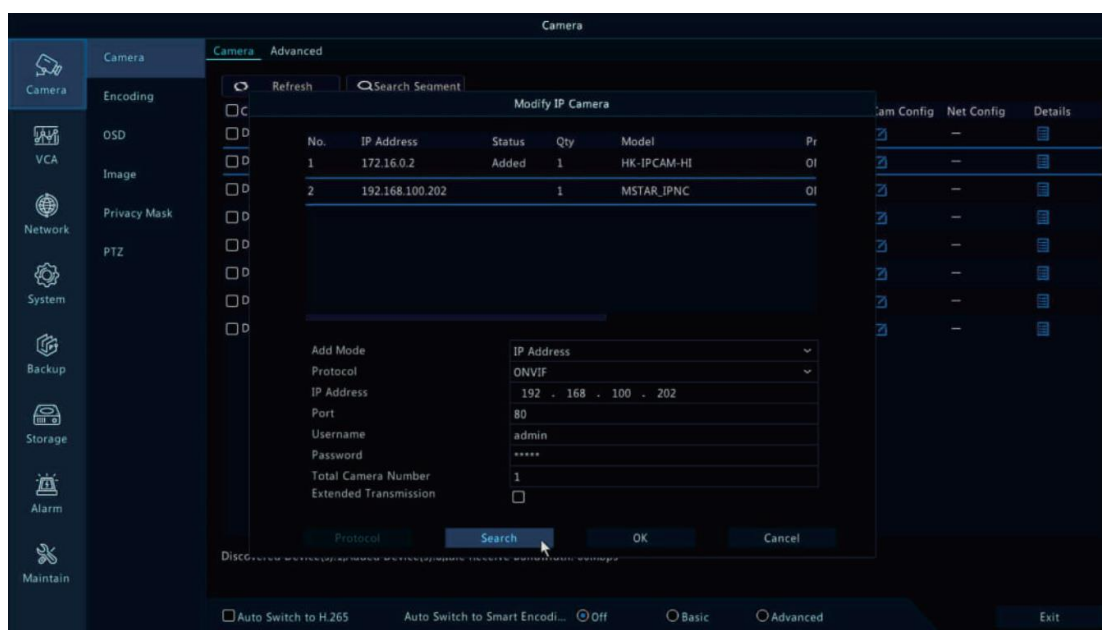 Camera
Camera
VCA
Network
System
Backup
Storage
Alarm
Maintain
Camera
Encoding
OSD
Image
Privacy Mask
PTZ
Camera Advanced
Refresh Search Segment
Cam Config Net Config Details
Modify IP Camera
No. IP Address Status Qty Model Pr
1 172.16.0.2 Added 1 HK-IPCAM-HI
2 192.168.100.202 1 MSTAR_IPNC
Add Mode IP Address
Protocol ONVIF
IP Address 192 . 168 . 100 . 202
Port 80
Username admin
Password *****
Total Camera Number 1
Extended Transmission
Protocol Search OK Cancel
Auto Switch to H.265 Auto Switch to Smart Encodi... Off Basic Advanced Exit